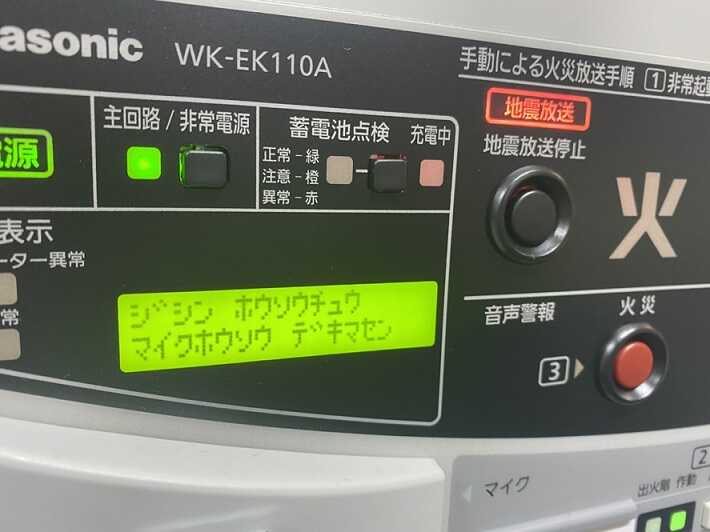 asonic WK-EK110A
手動による火災放送手順 1 非常起動
地震放送
地震放送停止
電源
主回路 / 非常電源
蓄電池点検 充電中
正常 - 緑
注意 - 橙
異常 - 赤
火
表示
ーター異常
常
ジシン ホウソウチュウ
マイクホウソウ デキマセン
音声警報 火災
3
マイク
2
出火階 作動